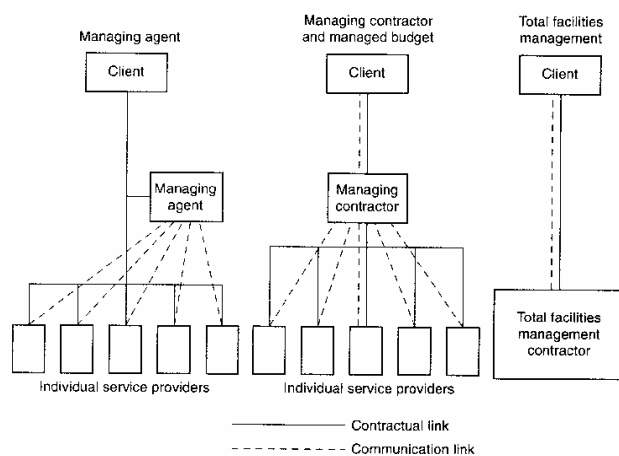 Managing agent
Managing contractor
and managed budget
Total facilities
management
Client
Client
Client
Managing
agent
Managing
contractor
Total facilities
management
contractor
Individual service providers
Individual service providers
Contractual link
Communication link